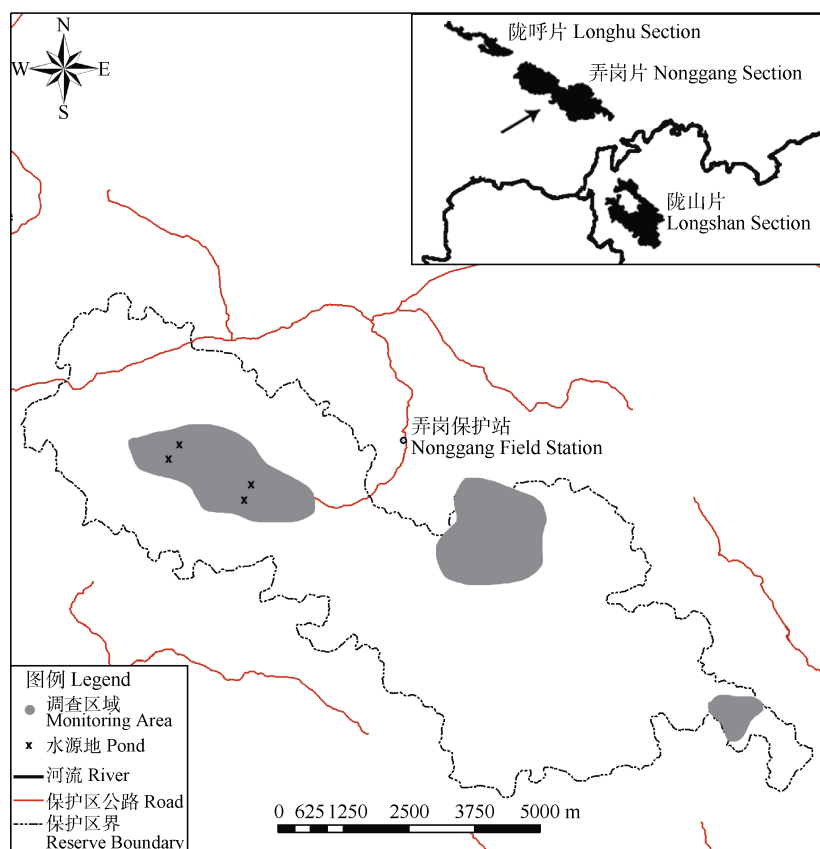 N
W E
S
陇呼片 Longhu Section
弄岗片 Nonggang Section
陇山片
Longshan Section
弄岗保护站
Nonggang Field Station
x
x
x
x
图例 Legend
调查区域
Monitoring Area
x 水源地 Pond
河流 River
保护区公路 Road
保护区界
Reserve Boundary
0 625 1250 2500 3750 5000 m